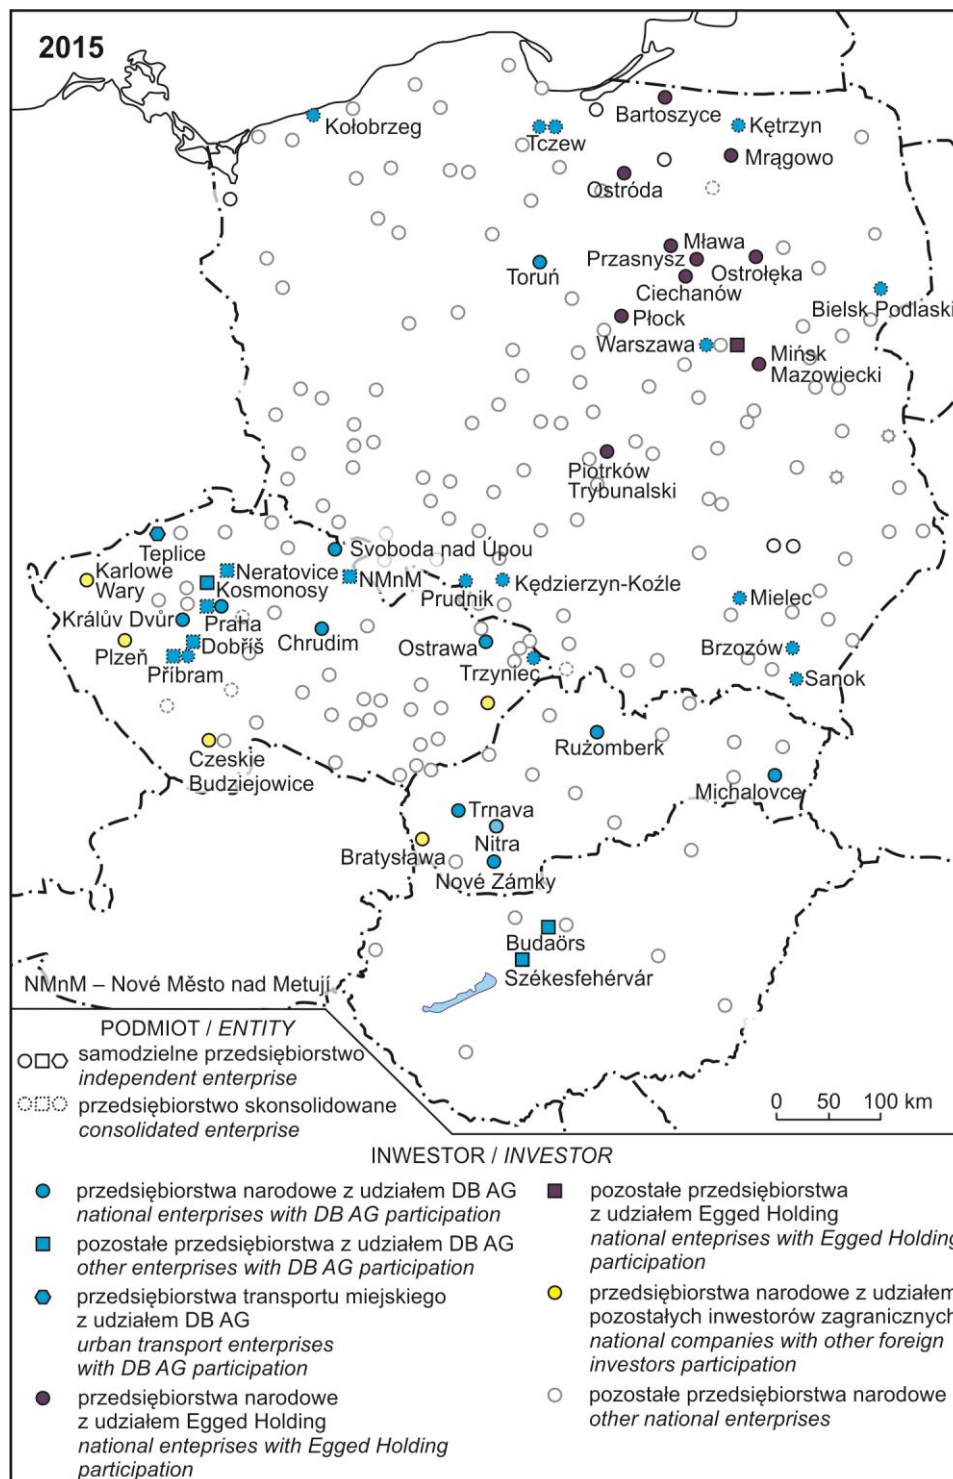 2015
Kołobrzeg
Tczew
Bartoszyce
Kętrzyn
Mrągowo
Ostróda
Toruń
Mława
Przasnysz
Ostrołęka
Ciechanów
Płock
Bielsk Podlaski
Warszawa
Mińsk
Mazowiecki
Piotrków
Trybunalski
Teplice
Svoboda nad Úpou
Karlowe
Wary
Neratovice
Kosmonosy
NMnM
Prudnik
Kędzierzyn-Koźle
Mielec
Králův Dvůr
Praha
Chrudim
Ostrawa
Plzeň
Dobříš
Příbram
Trzyniec
Brzozów
Sanok
Czeskie
Budziejowice
Rużomberk
Michalovce
Trnava
Nitra
Bratysława
Nové Zámky
Budaörs
Székesfehérvár
NMnM – Nové Město nad Metují
PODMIOT / ENTITY
samodzielne przedsiębiorstwo
independent enterprise
przedsiębiorstwo skonsolidowane
consolidated enterprise
0 50 100 km
INWESTOR / INVESTOR
przedsiębiorstwa narodowe z udziałem DB AG
national enterprises with DB AG participation
pozostałe przedsiębiorstwa z udziałem DB AG
other enterprises with DB AG participation
przedsiębiorstwa transportu miejskiego
z udziałem DB AG
urban transport enterprises
with DB AG participation
przedsiębiorstwa narodowe
z udziałem Egged Holding
national enteprises with Egged Holding
participation
pozostałe przedsiębiorstwa
z udziałem Egged Holding
national enteprises with Egged Holding
participation
przedsiębiorstwa narodowe z udziałem
pozostałych inwestorów zagranicznych
national companies with other foreign
investors participation
pozostałe przedsiębiorstwa narodowe
other national enterprises